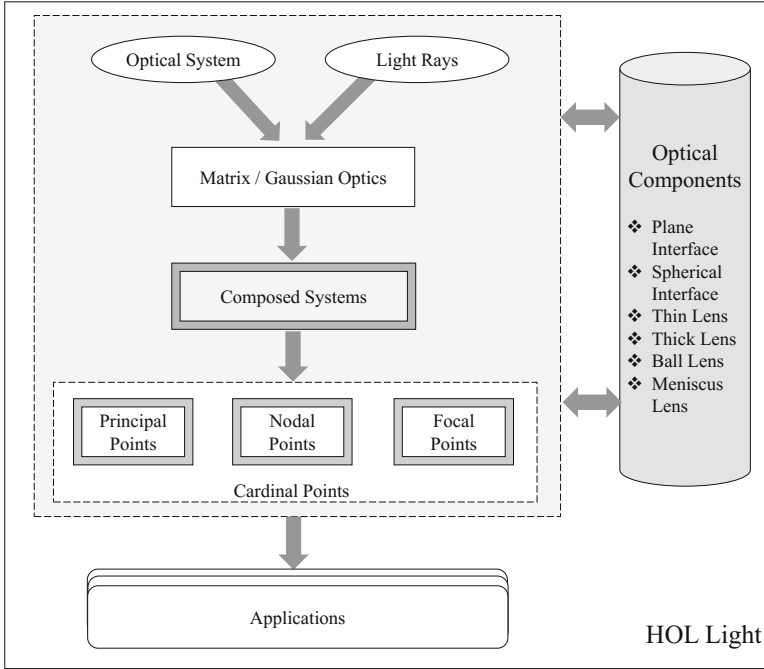 Optical System
Light Rays
Matrix / Gaussian Optics
Composed Systems
Principal
Points
Nodal
Points
Focal
Points
Cardinal Points
Applications
Optical
Components
❖ Plane
Interface
❖ Spherical
Interface
❖ Thin Lens
❖ Thick Lens
❖ Ball Lens
❖ Meniscus
Lens
HOL Light